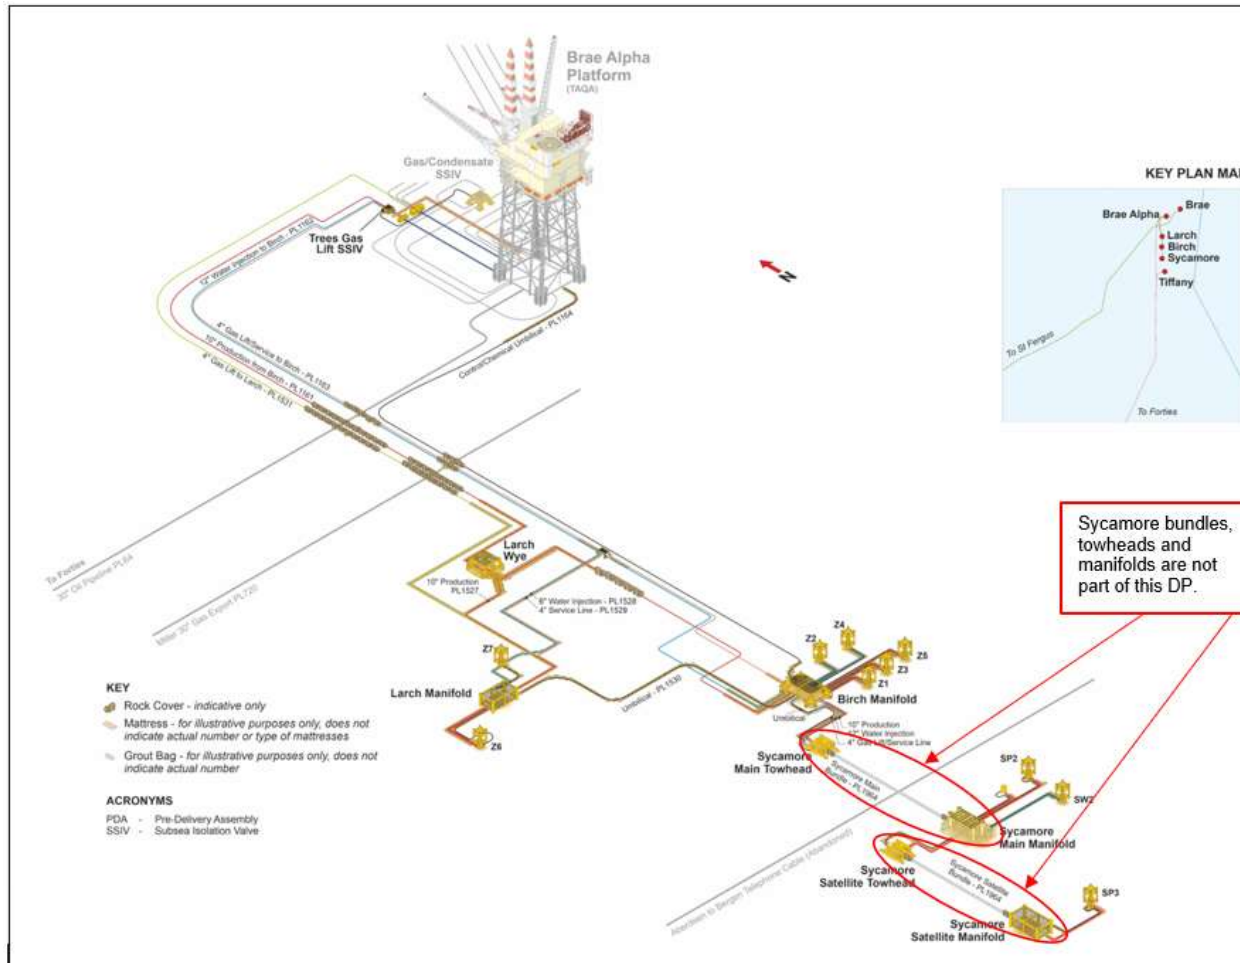 Brae Alpha
Platform
(TAQA)
Gas/Condensate
SSIV
Trees Gas
Lift SSIV
12" Water Injection to Birch - PL1162
4" Gas Lift/Service to Birch - PL1163
10" Production from Birch - PL1161
4" Gas Lift to Larch - PL1531
Control/Chemical Umbilical - PL1164
N
KEY PLAN MA
Brae Alpha
Brae
Larch
Birch
Sycamore
Tiffany
To St Fergus
To Forties
To Forties
30" Oil Pipeline PL64
Miller 30" Gas Export PL720
Larch
Wye
10" Production
PL1527
8" Water Injection - PL1528
4" Service Line - PL1529
Sycamore bundles,
towheads and
manifolds are not
part of this DP.
Z2
Z4
Z5
Z3
Z1
Z7
Z6
Larch Manifold
Umbilical - PL1530
Birch Manifold
Umbilical
10" Production
12" Water Injection
4" Gas Lift/Service Line
Sycamore
Main Towhead
Sycamore Main
Bundle - PL1964
SP2
SW2
Sycamore
Main Manifold
Sycamore
Satellite Towhead
Sycamore Satellite
Bundle - PL1964
SP3
Sycamore
Satellite Manifold
Aberdeen to Bergen Telephone Cable (Abandoned)
KEY
Rock Cover - indicative only
Mattress - for illustrative purposes only, does not
indicate actual number or type of mattresses
Grout Bag - for illustrative purposes only, does not
indicate actual number
ACRONYMS
PDA - Pre-Delivery Assembly
SSIV - Subsea Isolation Valve